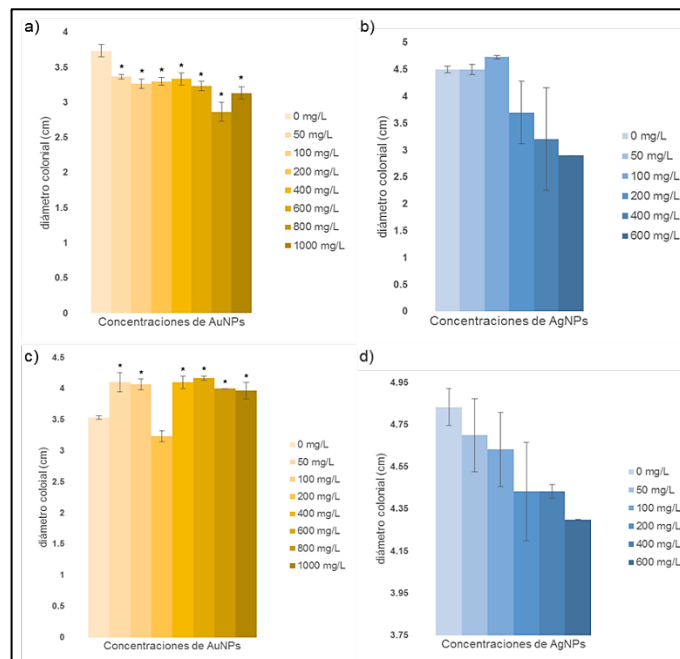 a)
4
3.5
3
2.5
2
1.5
1
0.5
0
diámetro colonial (cm)
* * * * * * *
0 mg/L
50 mg/L
100 mg/L
200 mg/L
400 mg/L
600 mg/L
800 mg/L
1000 mg/L
Concentraciones de AuNPs
b)
5
4.5
4
3.5
3
2.5
2
1.5
1
0.5
0
diámetro colonial (cm)
0 mg/L
50 mg/L
100 mg/L
200 mg/L
400 mg/L
600 mg/L
Concentraciones de AgNPs
c)
4.5
4
3.5
3
2.5
2
1.5
1
0.5
0
diámetro coloial (cm)
* * * * * *
0 mg/L
50 mg/L
100 mg/L
200 mg/L
400 mg/L
600 mg/L
800 mg/L
1000 mg/L
Concentraciones de AuNPs
d)
4.95
4.75
4.55
4.35
4.15
3.95
3.75
diámetro colonial (cm)
0 mg/L
50 mg/L
100 mg/L
200 mg/L
400 mg/L
600 mg/L
Concentraciones de AgNPs